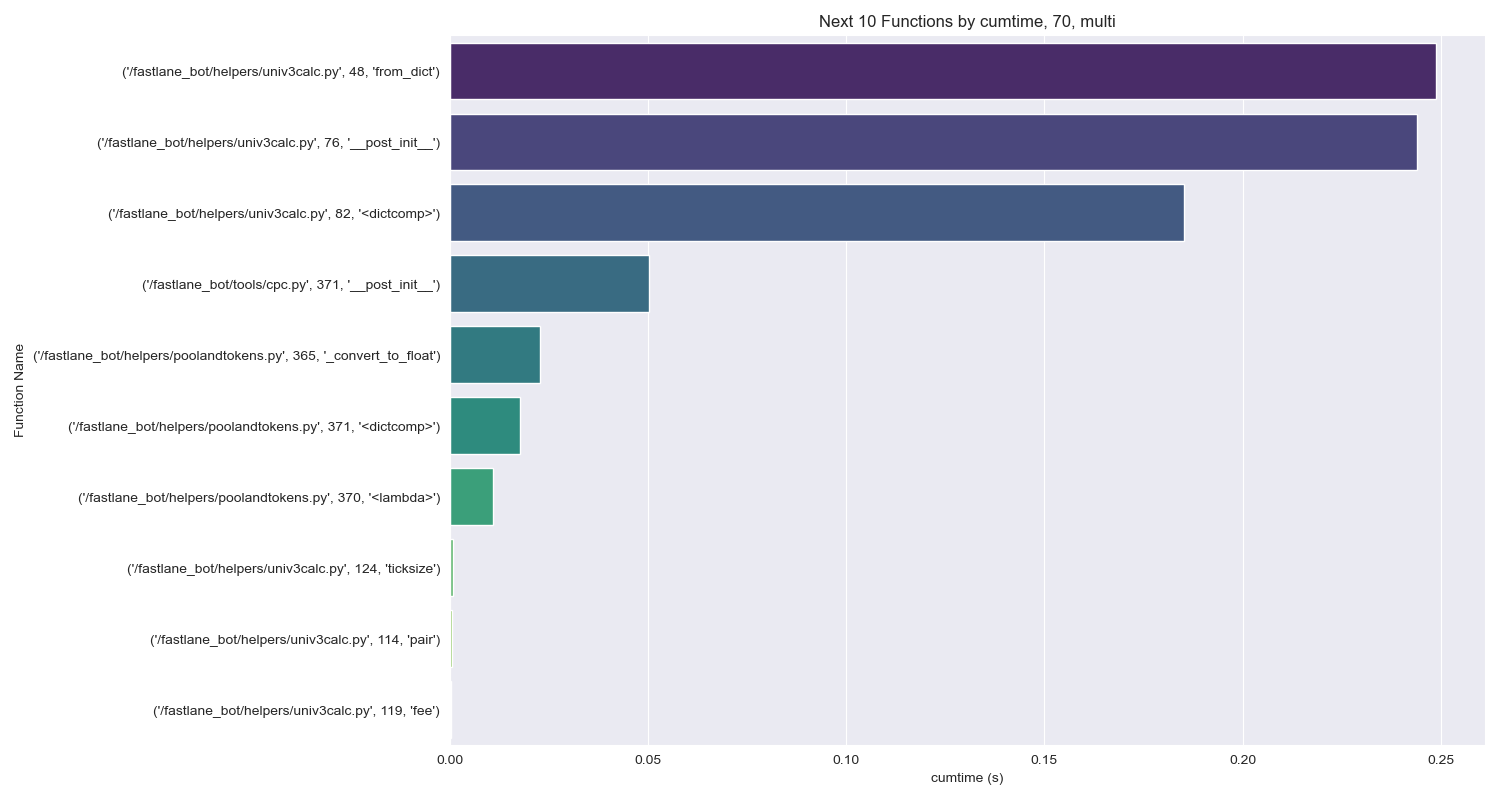 Next 10 Functions by cumtime, 70, multi
('/fastlane_bot/helpers/univ3calc.py', 48, 'from_dict')
('/fastlane_bot/helpers/univ3calc.py', 76, '__post_init__')
('/fastlane_bot/helpers/univ3calc.py', 82, '<dictcomp>')
('/fastlane_bot/tools/cpc.py', 371, '__post_init__')
('/fastlane_bot/helpers/poolandtokens.py', 365, '_convert_to_float')
('/fastlane_bot/helpers/poolandtokens.py', 371, '<dictcomp>')
('/fastlane_bot/helpers/poolandtokens.py', 370, '<lambda>')
('/fastlane_bot/helpers/univ3calc.py', 124, 'ticksize')
('/fastlane_bot/helpers/univ3calc.py', 114, 'pair')
('/fastlane_bot/helpers/univ3calc.py', 119, 'fee')
Function Name
0.00 0.05 0.10 0.15 0.20 0.25
cumtime (s)